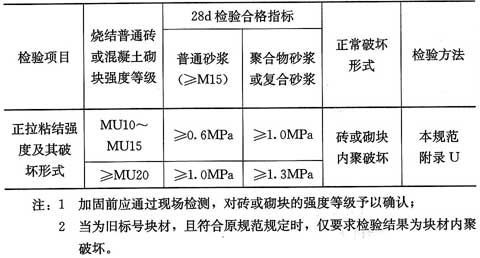 28d 检验合格指标
检验项目
烧结普通砖
或混凝土砌
块强度等级
普通砂浆
(≥M15)
聚合物砂浆
或复合砂浆
正常破坏
形式
检验方法
正拉粘结强
度及其破
坏形式
MU10～
MU15
≥0.6MPa
≥1.0MPa
砖或砌块
内聚破坏
本规范
附录 U
≥MU20
≥1.0MPa
≥1.3MPa
注：1 加固前应通过现场检测，对砖或砌块的强度等级予以确认；
2 当为旧标号块材，且符合原规范规定时，仅要求检验结果为块材内聚
破坏。